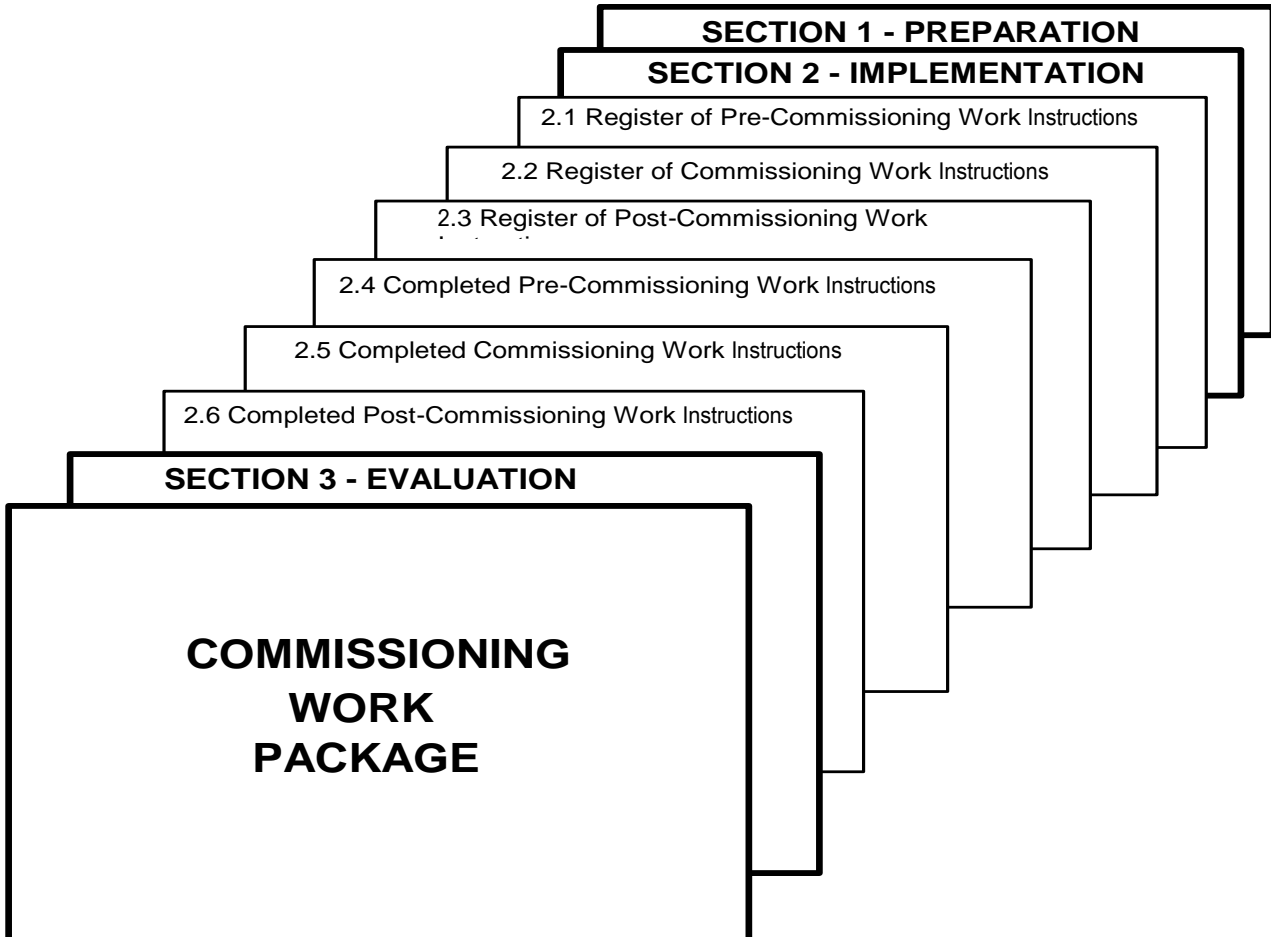 SECTION 1 - PREPARATION
SECTION 2 - IMPLEMENTATION
2.1 Register of Pre-Commissioning Work Instructions
2.2 Register of Commissioning Work Instructions
2.3 Register of Post-Commissioning Work
2.4 Completed Pre-Commissioning Work Instructions
2.5 Completed Commissioning Work Instructions
2.6 Completed Post-Commissioning Work Instructions
SECTION 3 - EVALUATION
COMMISSIONING
WORK
PACKAGE